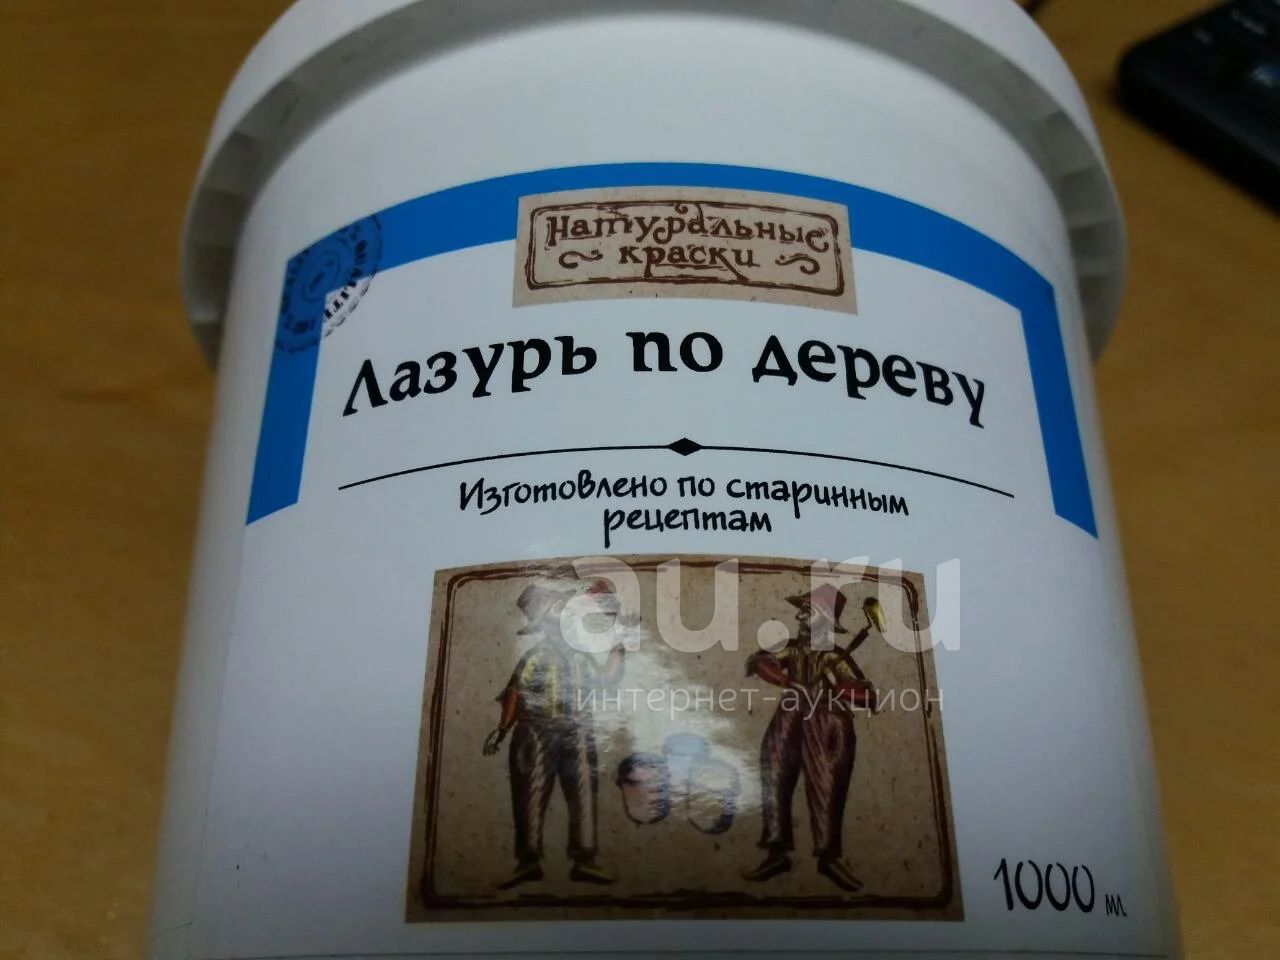 Натуральные
краски
Лазурь по дереву
Изготовлено по старинным
рецептам
au.ru
интернет-аукцион
1000 мл